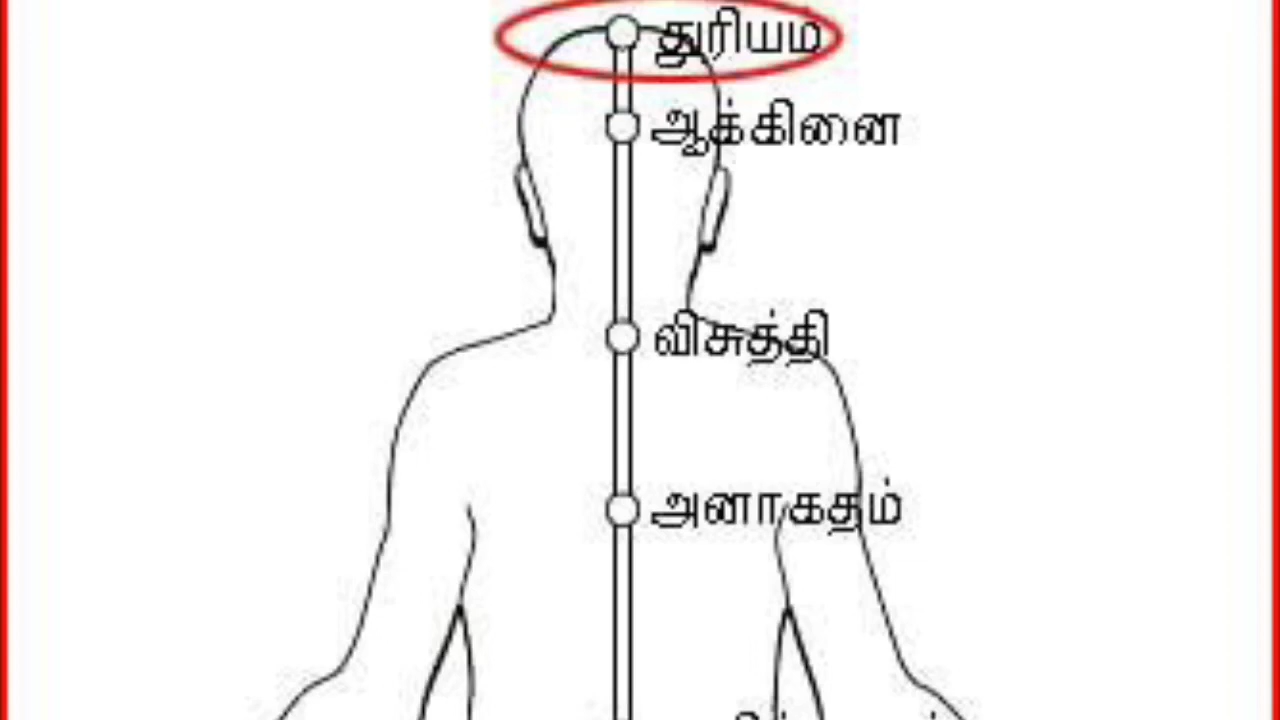 துரியம்
ஆக்கினை
விசுத்தி
அனாகதம்